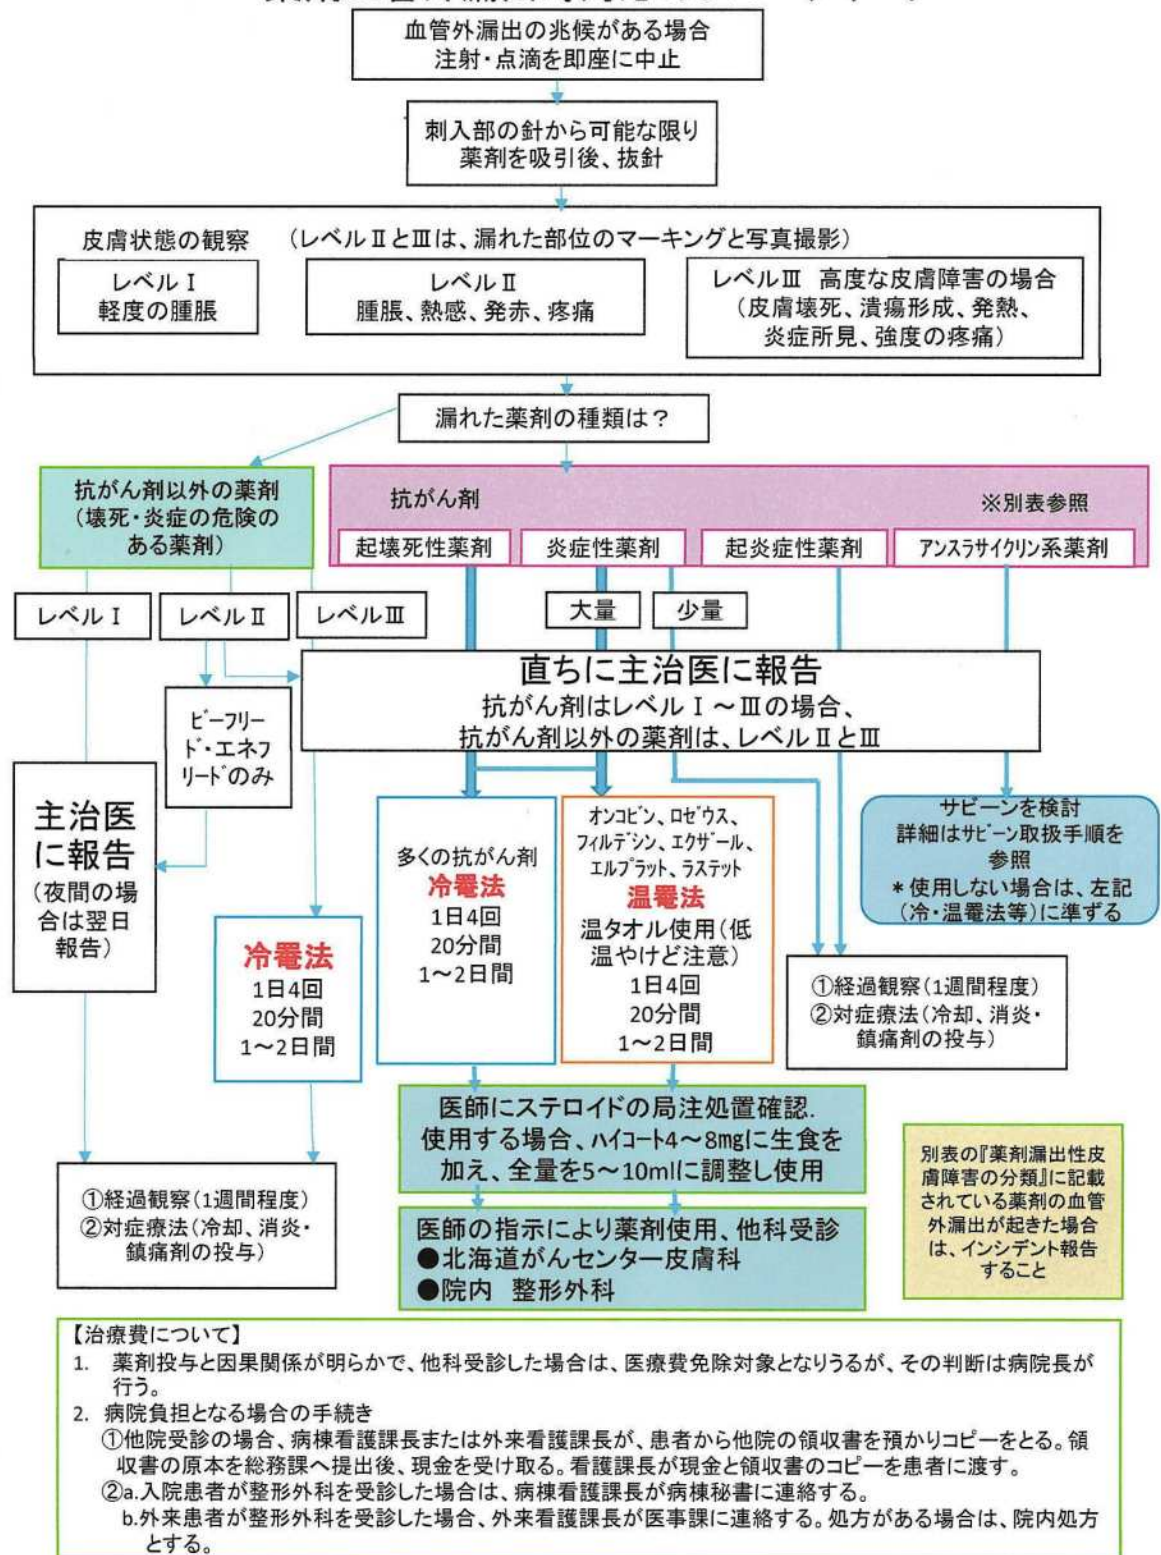 血管外漏出の兆候がある場合
注射・点滴を即座に中止
刺入部の針から可能な限り
薬剤を吸引後、抜針
皮膚状態の観察　（レベルⅡとⅢは、漏れた部位のマーキングと写真撮影）
レベルⅠ
軽度の腫脹
レベルⅡ
腫脹、熱感、発赤、疼痛
レベルⅢ 高度な皮膚障害の場合
（皮膚壊死、潰瘍形成、発熱、
炎症所見、強度の疼痛）
漏れた薬剤の種類は？
抗がん剤以外の薬剤
（壊死・炎症の危険の
ある薬剤）
抗がん剤
※別表参照
起壊死性薬剤
炎症性薬剤
起炎症性薬剤
アンスラサイクリン系薬剤
レベルⅠ
レベルⅡ
レベルⅢ
大量
少量
直ちに主治医に報告
抗がん剤はレベルⅠ～Ⅲの場合、
抗がん剤以外の薬剤は、レベルⅡとⅢ
ビーフリー
ド・エネフ
リードのみ
主治医
に報告
（夜間の場
合は翌日
報告）
冷罨法
1日4回
20分間
1～2日間
多くの抗がん剤
冷罨法
1日4回
20分間
1～2日間
オンコビン、ロゼウス、
フィルデシン、エクザール、
エルプラット、ラステット
温罨法
温タオル使用（低
温やけど注意）
1日4回
20分間
1～2日間
サビーンを検討
詳細はサビーン取扱手順を
参照
＊使用しない場合は、左記
（冷・温罨法等）に準ずる
①経過観察（1週間程度）
②対症療法（冷却、消炎・
鎮痛剤の投与）
医師にステロイドの局注処置確認.
使用する場合、ハイコート4～8mgに生食を
加え、全量を5～10mlに調整し使用
①経過観察（1週間程度）
②対症療法（冷却、消炎・
鎮痛剤の投与）
医師の指示により薬剤使用、他科受診
●北海道がんセンター皮膚科
●院内 整形外科
別表の『薬剤漏出性皮
膚障害の分類』に記載
されている薬剤の血管
外漏出が起きた場合
は、インシデント報告
すること
【治療費について】
1. 薬剤投与と因果関係が明らかで、他科受診した場合は、医療費免除対象となりうるが、その判断は病院長が
行う。
2. 病院負担となる場合の手続き
①他院受診の場合、病棟看護課長または外来看護課長が、患者から他院の領収書を預かりコピーをとる。領
収書の原本を総務課へ提出後、現金を受け取る。看護課長が現金と領収書のコピーを患者に渡す。
②a.入院患者が整形外科を受診した場合は、病棟看護課長が病棟秘書に連絡する。
b.外来患者が整形外科を受診した場合、外来看護課長が医事課に連絡する。処方がある場合は、院内処方
とする。